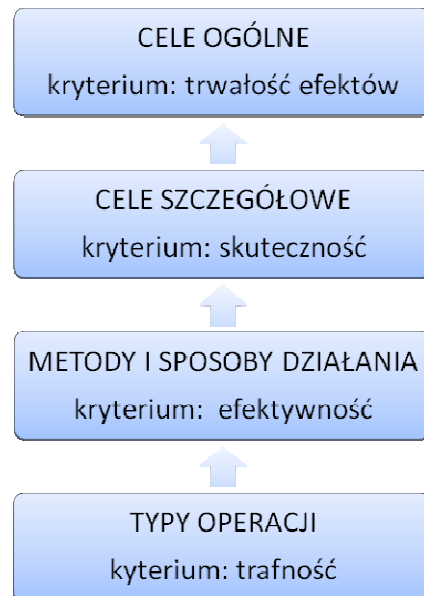 CELE OGÓLNE
kryterium: trwałość efektów
CELE SZCZEGÓŁOWE
kryterium: skuteczność
METODY I SPOSOBY DZIAŁANIA
kryterium: efektywność
TYPY OPERACJI
kyterium: trafność